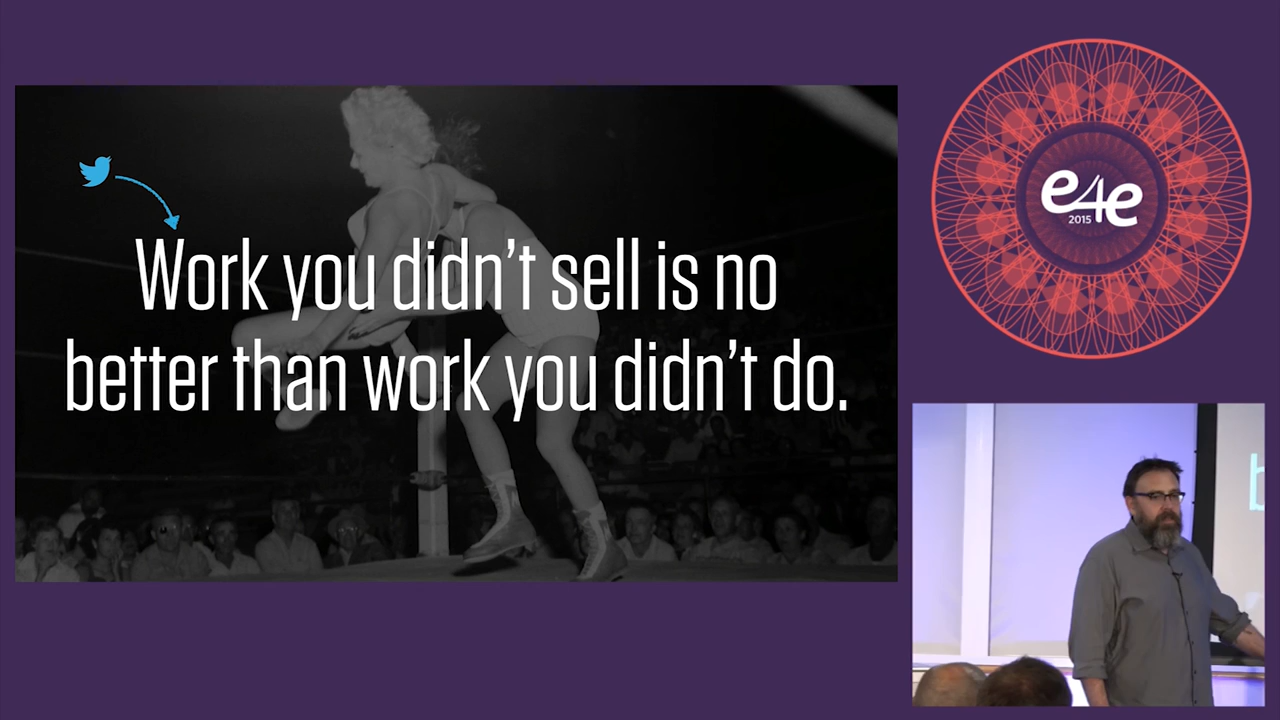 Work you didn’t sell is no
better than work you didn’t do.
e4e
2015
b